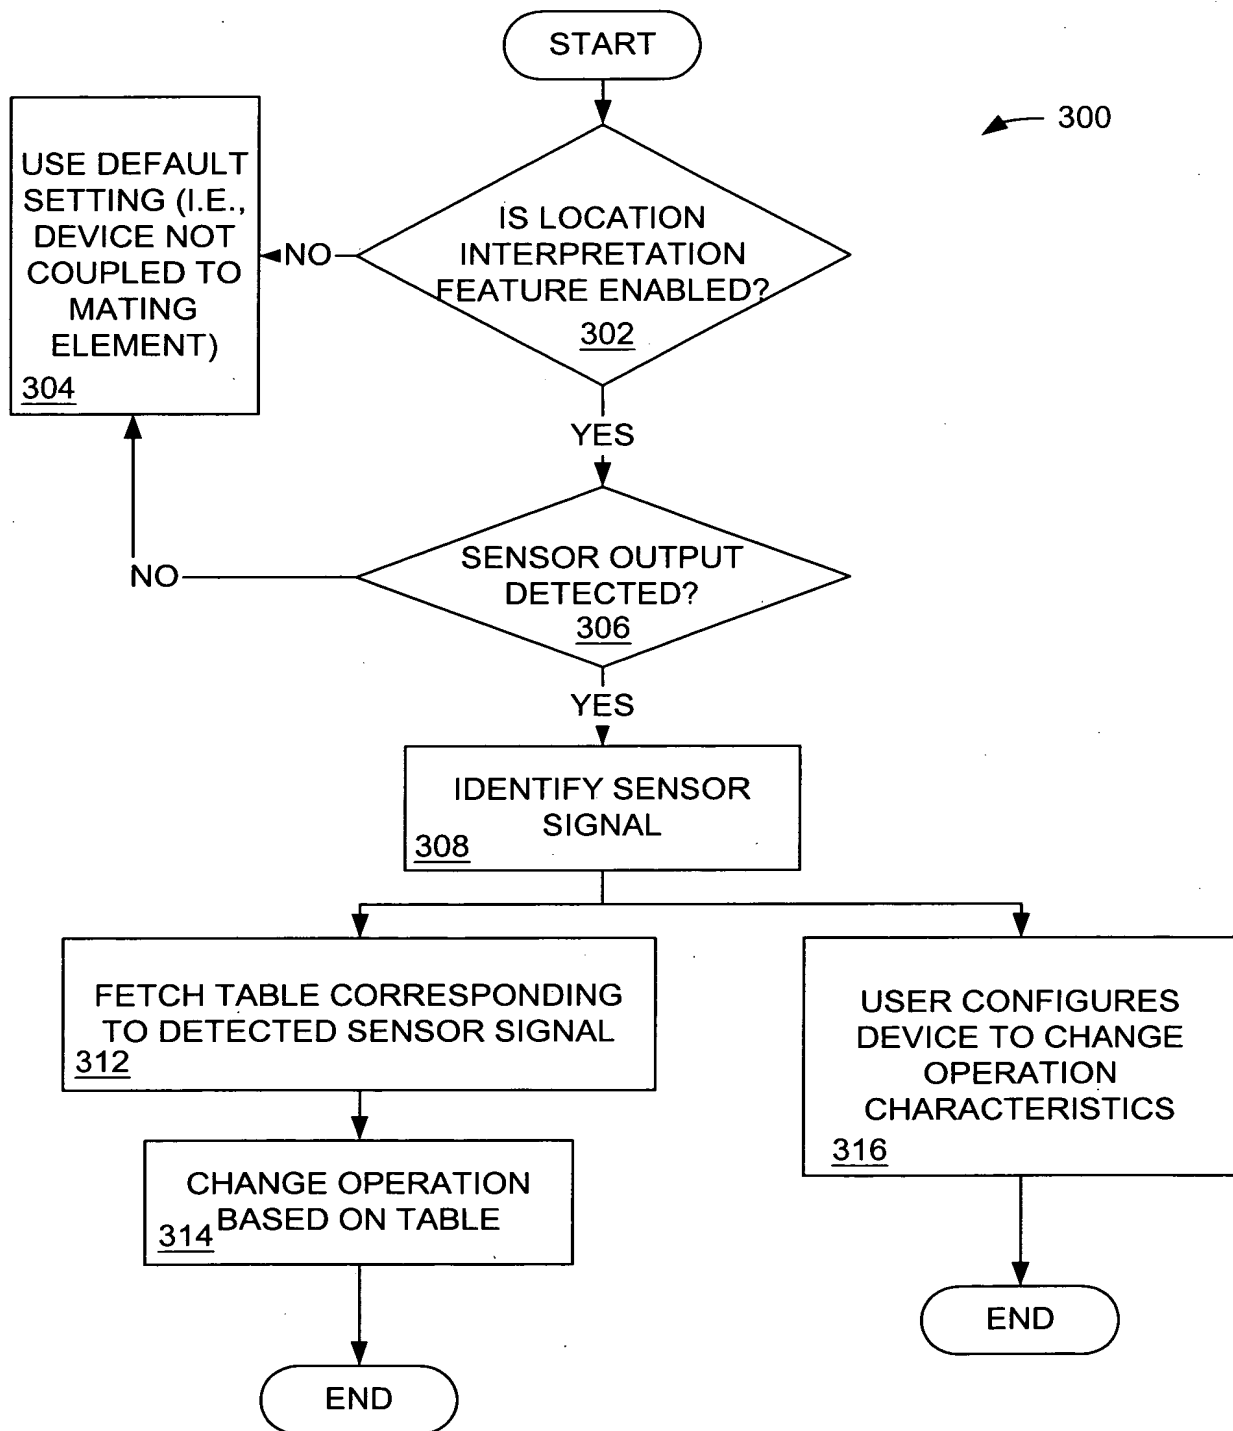 START
300
USE DEFAULT
SETTING (I.E.,
DEVICE NOT
COUPLED TO
MATING
ELEMENT)
304
NO
IS LOCATION
INTERPRETATION
FEATURE ENABLED?
302
YES
NO
SENSOR OUTPUT
DETECTED?
306
YES
IDENTIFY SENSOR
SIGNAL
308
FETCH TABLE CORRESPONDING
TO DETECTED SENSOR SIGNAL
312
USER CONFIGURES
DEVICE TO CHANGE
OPERATION
CHARACTERISTICS
316
CHANGE OPERATION
BASED ON TABLE
314
END
END